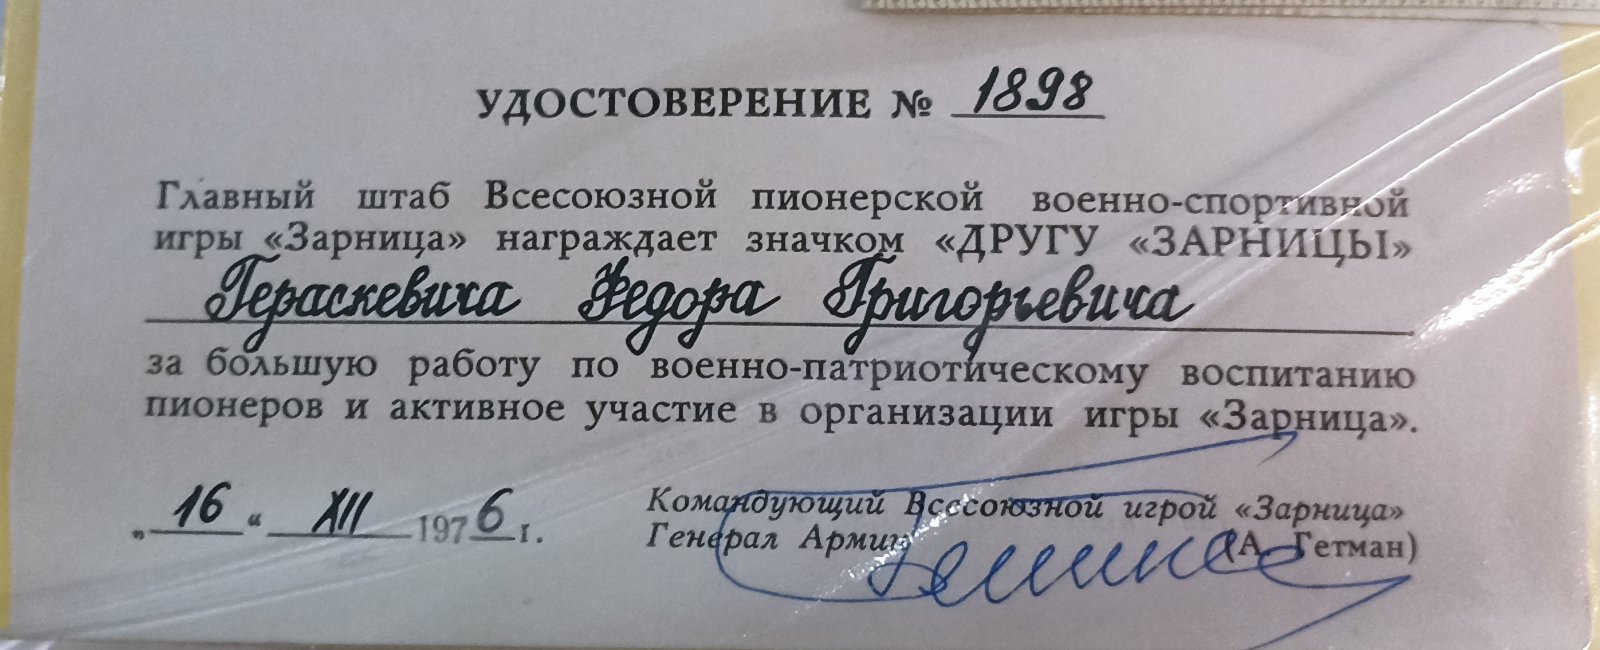 УДОСТОВЕРЕНИЕ № 1898
Главный штаб Всесоюзной пионерской военно-спортивной
игры «Зарница» награждает значком «ДРУГУ «ЗАРНИЦЫ»
Гераскевича Федора Григорьевича
за большую работу по военно-патриотическому воспитанию
пионеров и активное участие в организации игры «Зарница».
„16“ XII 1976 г.
Командующий Всесоюзной игрой «Зарница»
Генерал Армии (А. Гетман)